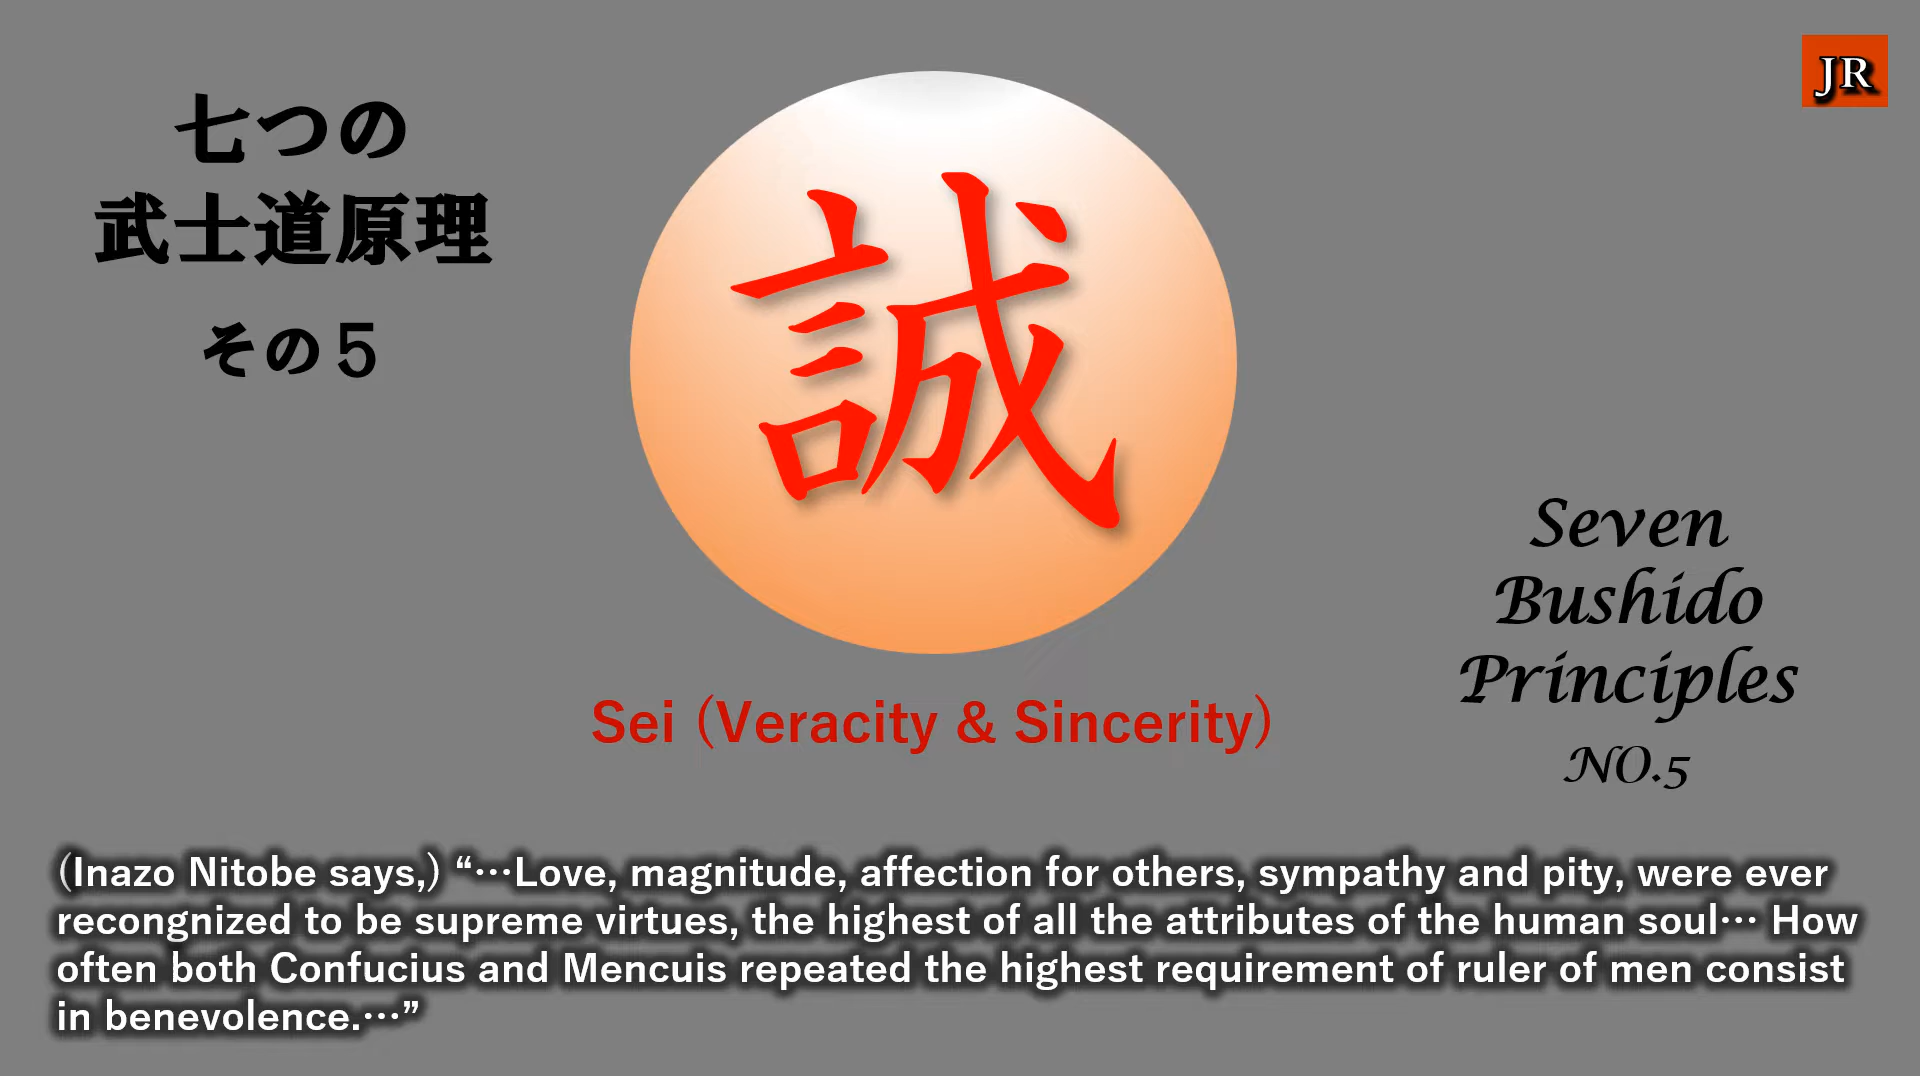 七つの
武士道原理
その５
JR
誠
Sei (Veracity & Sincerity)
Seven
Bushido
Principles
NO.5
(Inazo Nitobe says,) “…Love, magnitude, affection for others, sympathy and pity, were ever
recongnized to be supreme virtues, the highest of all the attributes of the human soul… How
often both Confucius and Mencuis repeated the highest requirement of ruler of men consist
in benevolence.…”